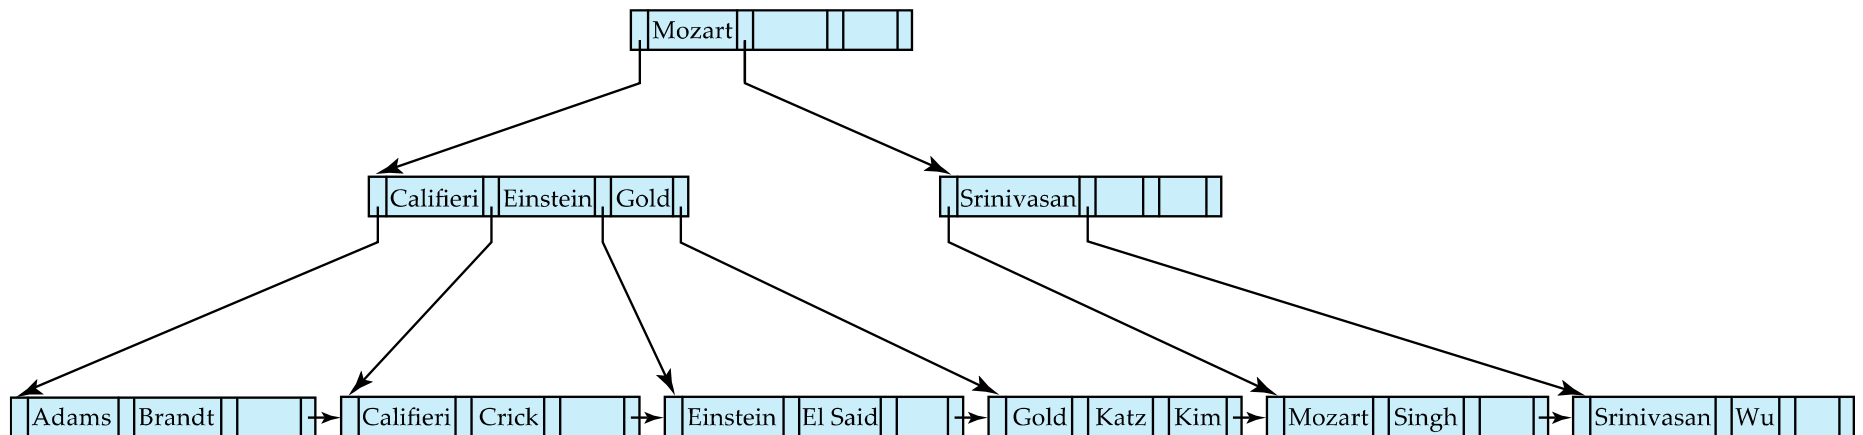 Mozart
Califieri Einstein Gold Srinivasan
Adams Brandt Califieri Crick Einstein El Said Gold Katz Kim Mozart Singh Srinivasan Wu